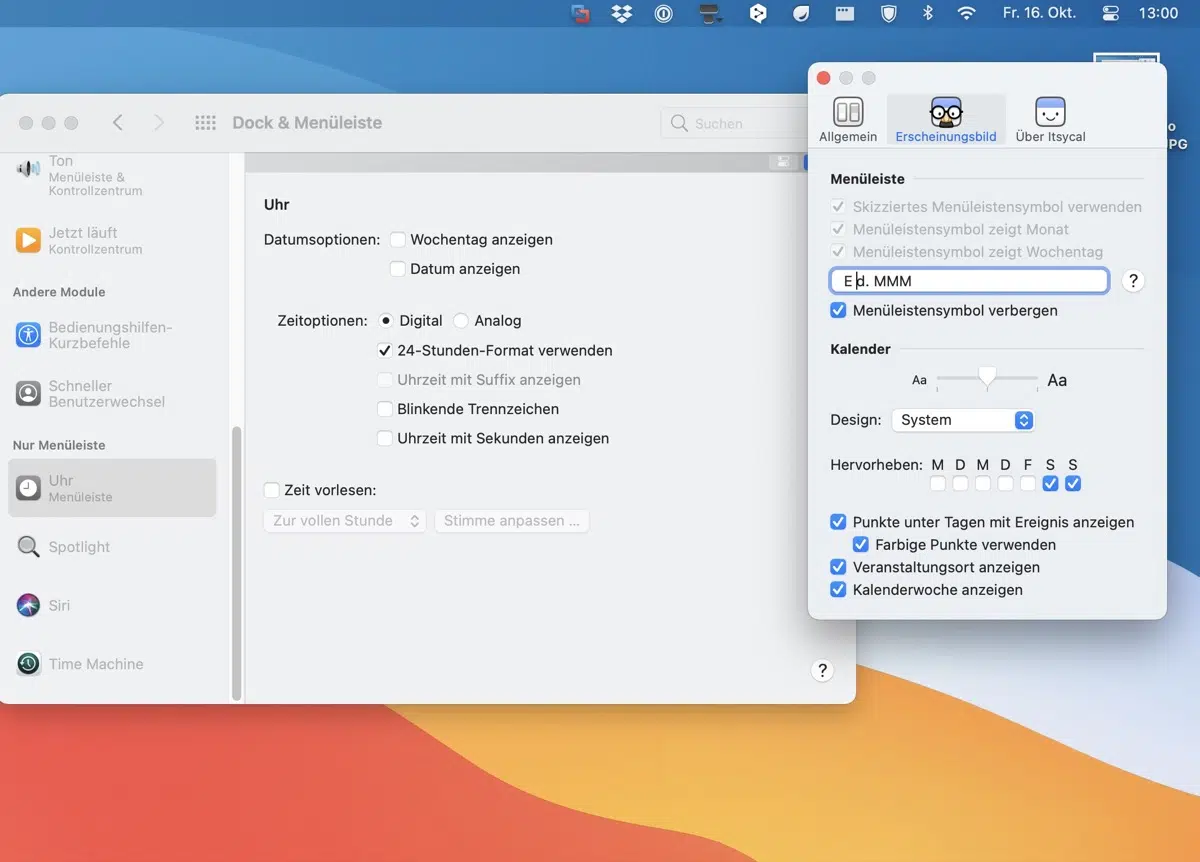 Fr. 16. Okt.
13:00
Dock & Menüleiste
Suchen
Ton
Menüleiste &
Kontrollzentrum
Jetzt läuft
Kontrollzentrum
Andere Module
Bedienungshilfen-
Kurzbefehle
Schneller
Benutzerwechsel
Nur Menüleiste
Uhr
Menüleiste
Spotlight
Siri
Time Machine
Uhr
Datumsoptionen: Wochentag anzeigen
Datum anzeigen
Zeitoptionen: Digital Analog
24-Stunden-Format verwenden
Uhrzeit mit Suffix anzeigen
Blinkende Trennzeichen
Uhrzeit mit Sekunden anzeigen
Zeit vorlesen:
Zur vollen Stunde Stimme anpassen ...
?
Allgemein Erscheinungsbild Über Itsycal
Menüleiste
Skizziertes Menüleistensymbol verwenden
Menüleistensymbol zeigt Monat
Menüleistensymbol zeigt Wochentag
E d. MMM ?
Menüleistensymbol verbergen
Kalender
Aa Aa
Design: System
Hervorheben: M D M D F S S
Punkte unter Tagen mit Ereignis anzeigen
Farbige Punkte verwenden
Veranstaltungsort anzeigen
Kalenderwoche anzeigen
o
PG